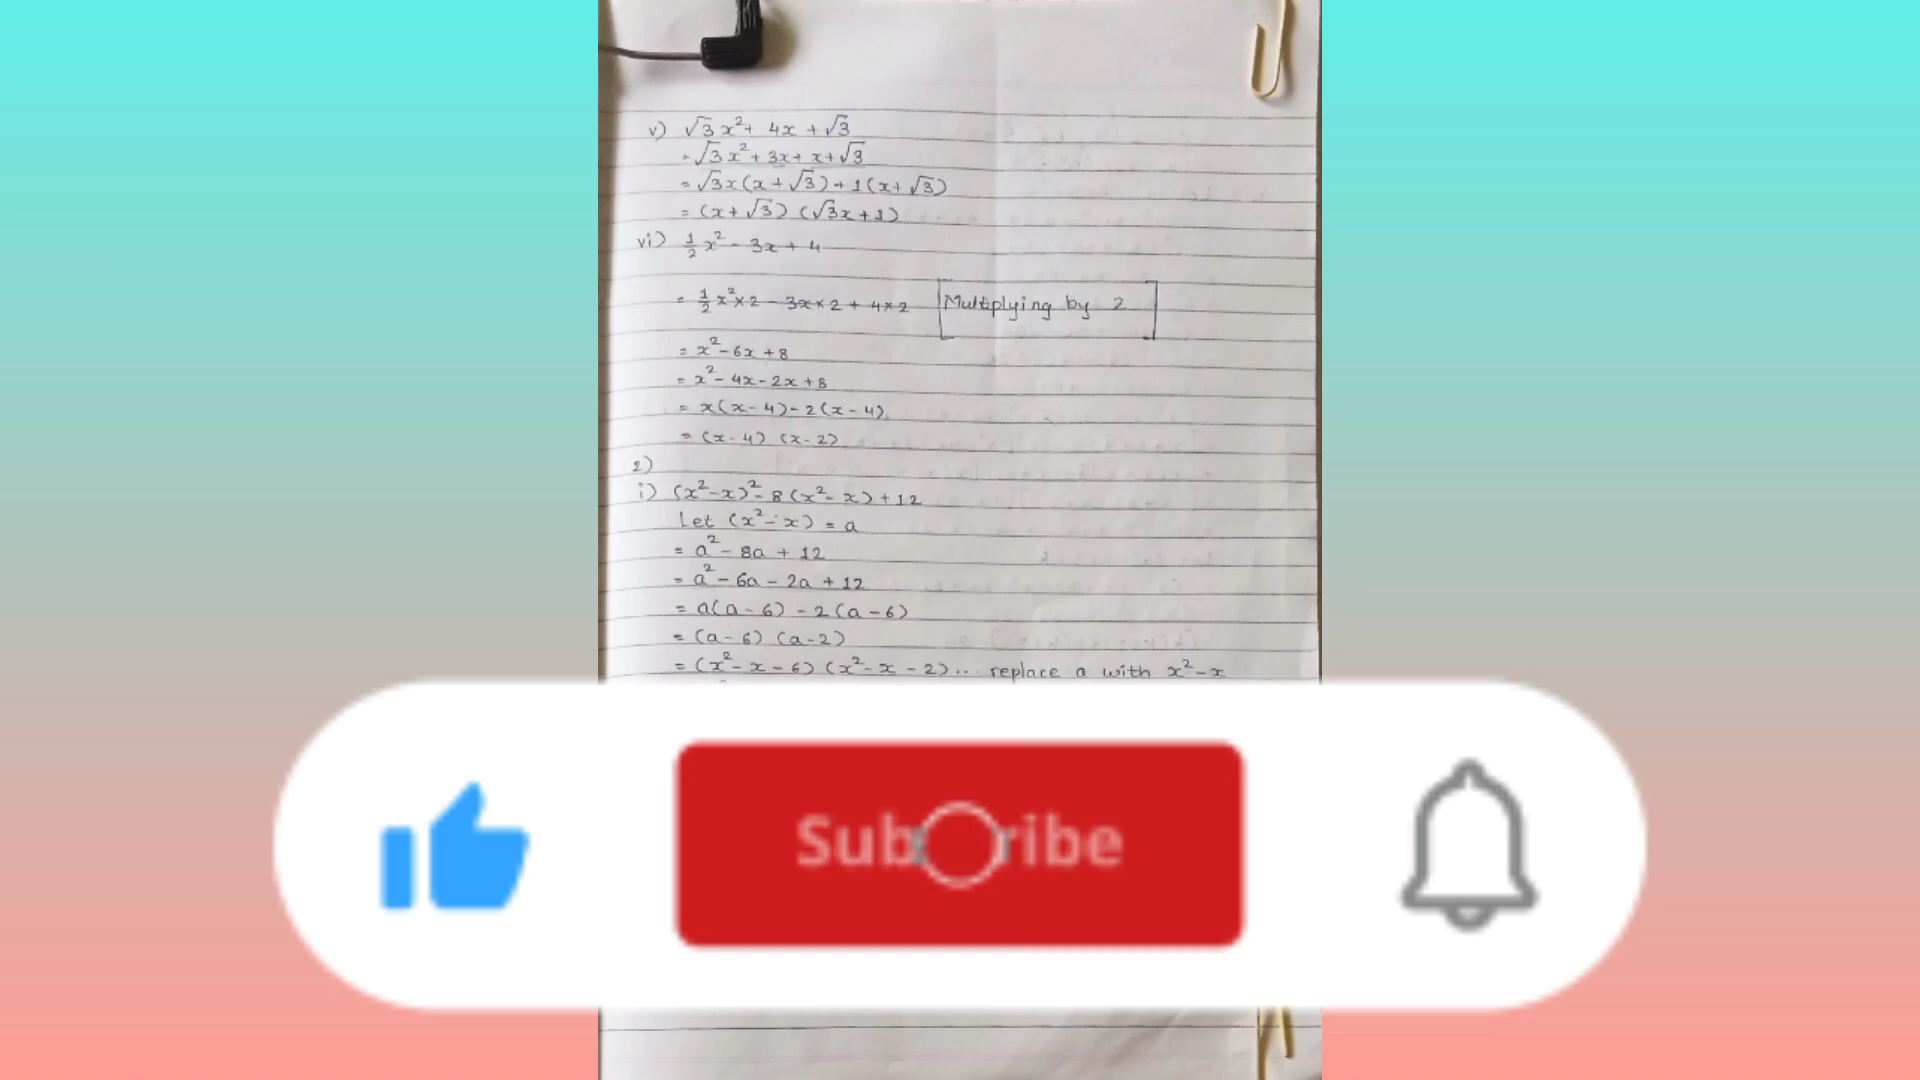 v) √3x² + 4x + √3
= √3x² + 3x + x + √3
= √3x(x + √3) + 1(x + √3)
= (x + √3) (√3x + 1)
vi) 1/2 x² - 3x + 4
= 1/2 x² × 2 - 3x × 2 + 4 × 2 [Multiplying by 2]
= x² - 6x + 8
= x² - 4x - 2x + 8
= x(x - 4) - 2(x - 4)
= (x - 4) (x - 2)
2)
i) (x² - x)² - 8(x² - x) + 12
Let (x² - x) = a
= a² - 8a + 12
= a² - 6a - 2a + 12
= a(a - 6) - 2(a - 6)
= (a - 6) (a - 2)
= (x² - x - 6) (x² - x - 2)... replace a with x² - x
Subscribe